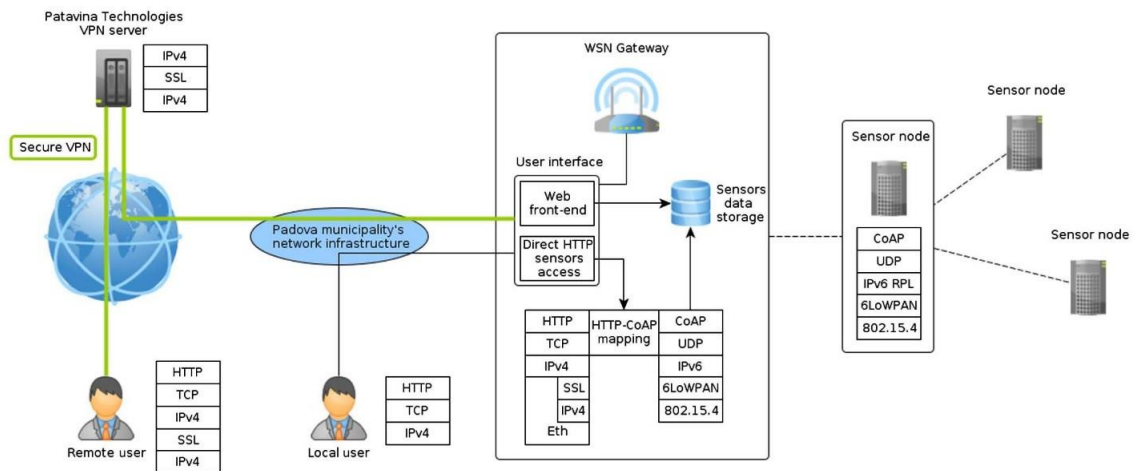 Patavina Technologies
VPN server
IPv4
SSL
IPv4
Secure VPN
Remote user
HTTP
TCP
IPv4
SSL
IPv4
Padova municipality's
network infrastructure
Local user
HTTP
TCP
IPv4
WSN Gateway
User interface
Web
front-end
Direct HTTP
sensors
access
Sensors
data
storage
HTTP
TCP
IPv4
SSL
IPv4
Eth
HTTP-CoAP
mapping
CoAP
UDP
IPv6
6LoWPAN
802.15.4
Sensor node
CoAP
UDP
IPv6 RPL
6LoWPAN
802.15.4
Sensor node
Sensor node